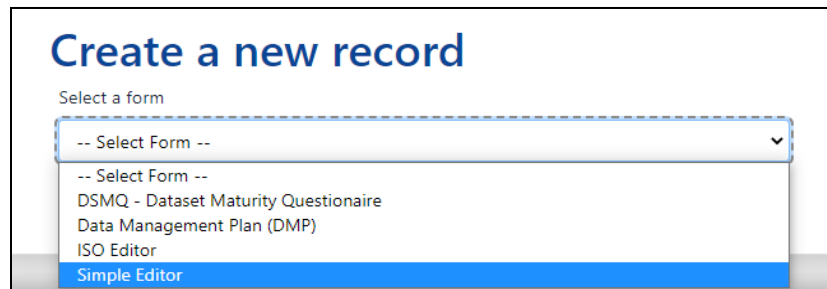 Create a new record
Select a form
-- Select Form --
-- Select Form --
DSMQ - Dataset Maturity Questionaire
Data Management Plan (DMP)
ISO Editor
Simple Editor